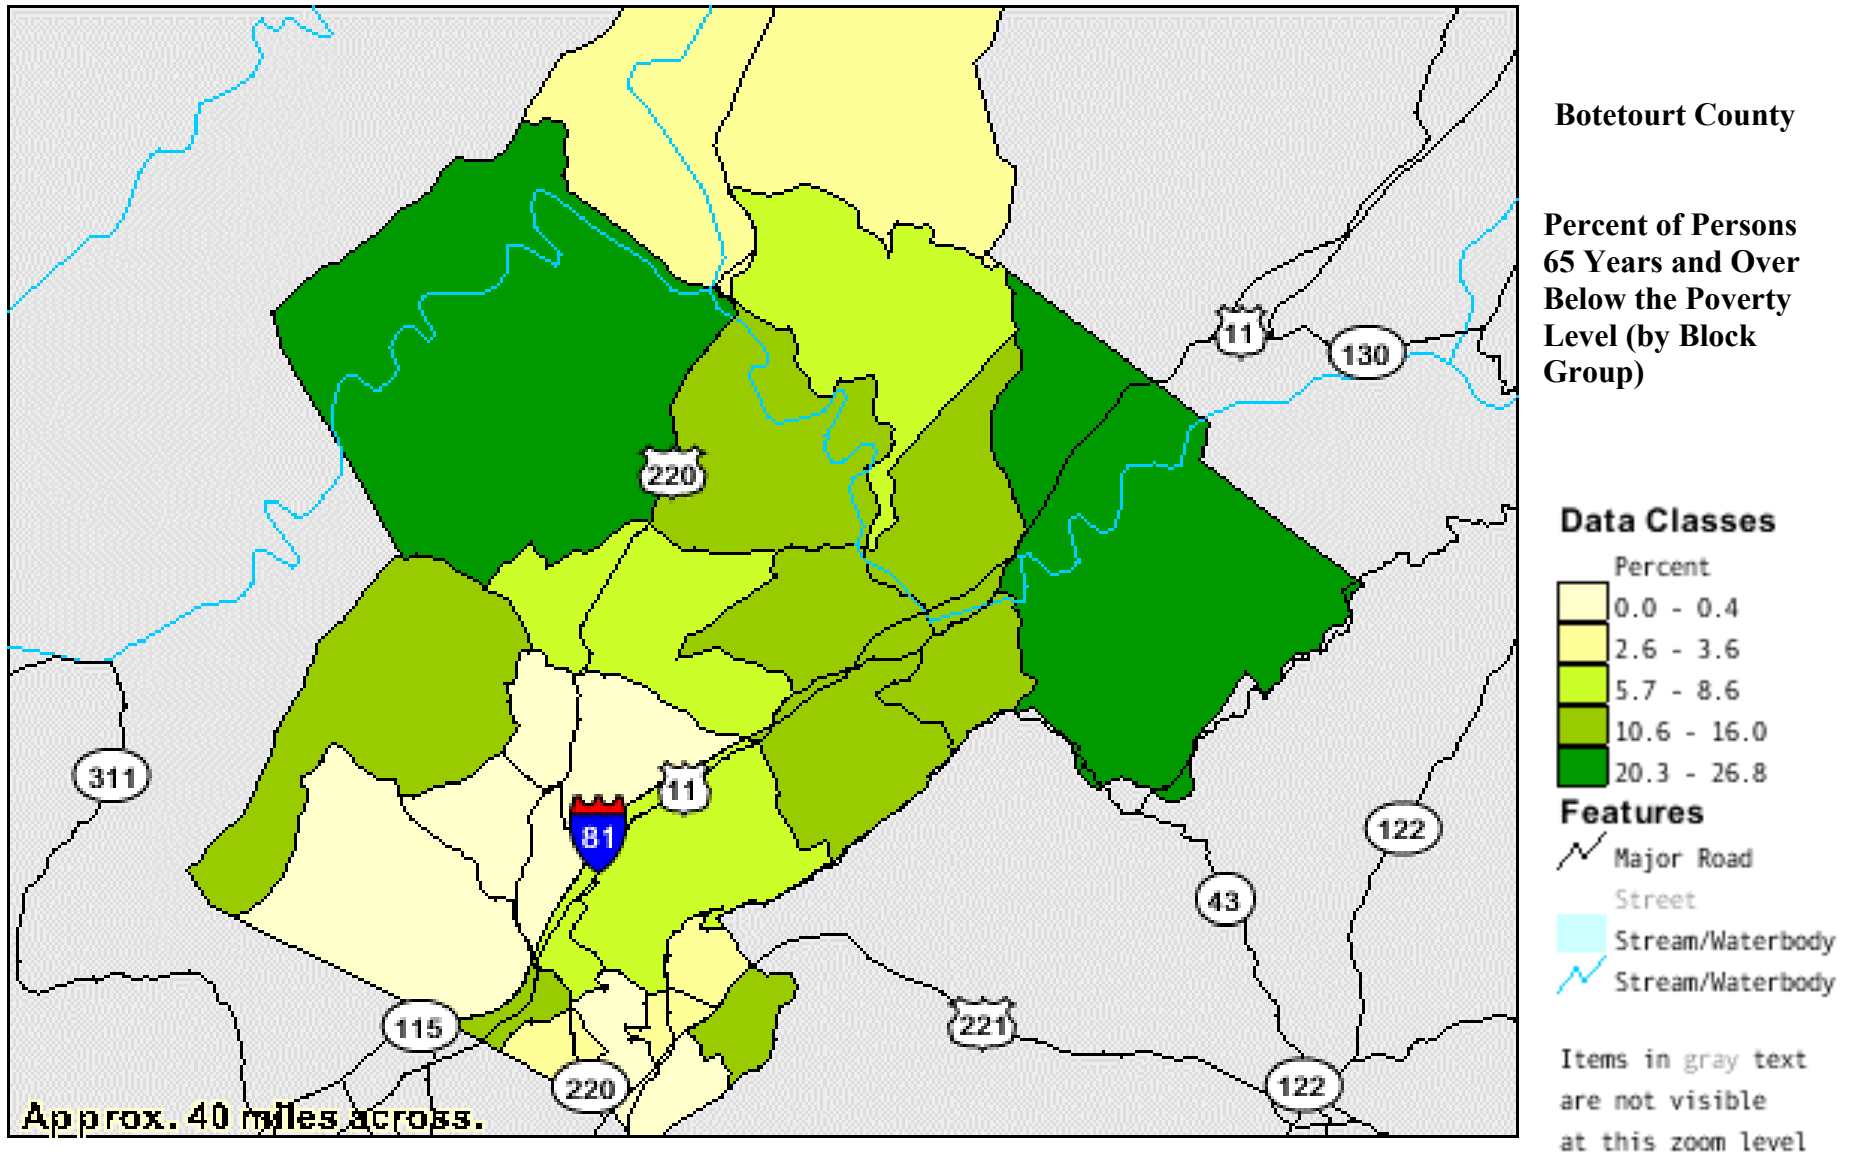 Botetourt County
Percent of Persons
65 Years and Over
Below the Poverty
Level (by Block
Group)
11
130
220
311
11
81
122
43
115
221
220
122
Approx. 40 miles across.
Data Classes
Percent
0.0 - 0.4
2.6 - 3.6
5.7 - 8.6
10.6 - 16.0
20.3 - 26.8
Features
Major Road
Street
Stream/Waterbody
Stream/Waterbody
Items in gray text
are not visible
at this zoom level